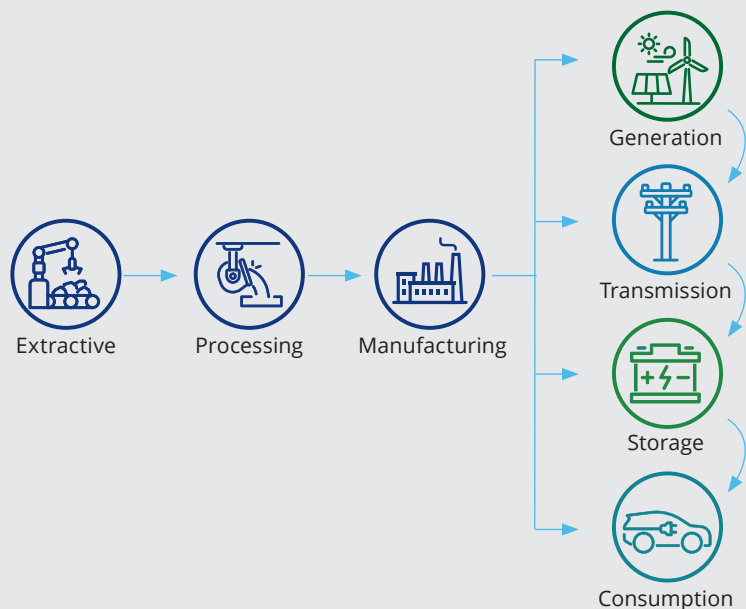 Generation
Transmission
Extractive
Processing
Manufacturing
Storage
Consumption